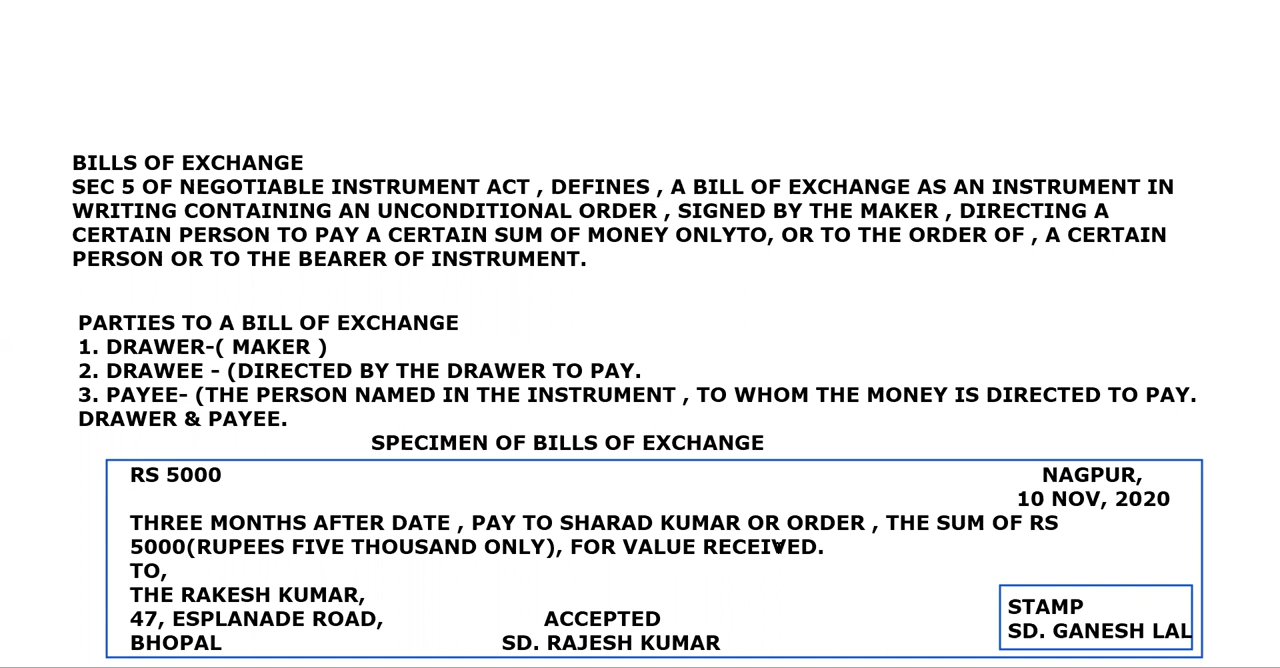 BILLS OF EXCHANGE
SEC 5 OF NEGOTIABLE INSTRUMENT ACT , DEFINES , A BILL OF EXCHANGE AS AN INSTRUMENT IN
WRITING CONTAINING AN UNCONDITIONAL ORDER , SIGNED BY THE MAKER , DIRECTING A
CERTAIN PERSON TO PAY A CERTAIN SUM OF MONEY ONLYTO, OR TO THE ORDER OF , A CERTAIN
PERSON OR TO THE BEARER OF INSTRUMENT.
PARTIES TO A BILL OF EXCHANGE
1. DRAWER-( MAKER )
2. DRAWEE - (DIRECTED BY THE DRAWER TO PAY.
3. PAYEE- (THE PERSON NAMED IN THE INSTRUMENT , TO WHOM THE MONEY IS DIRECTED TO PAY.
DRAWER & PAYEE.
SPECIMEN OF BILLS OF EXCHANGE
RS 5000
NAGPUR,
10 NOV, 2020
THREE MONTHS AFTER DATE , PAY TO SHARAD KUMAR OR ORDER , THE SUM OF RS
5000(RUPEES FIVE THOUSAND ONLY), FOR VALUE RECEIVED.
TO,
THE RAKESH KUMAR,
47, ESPLANADE ROAD,
BHOPAL
ACCEPTED
SD. RAJESH KUMAR
STAMP
SD. GANESH LAL